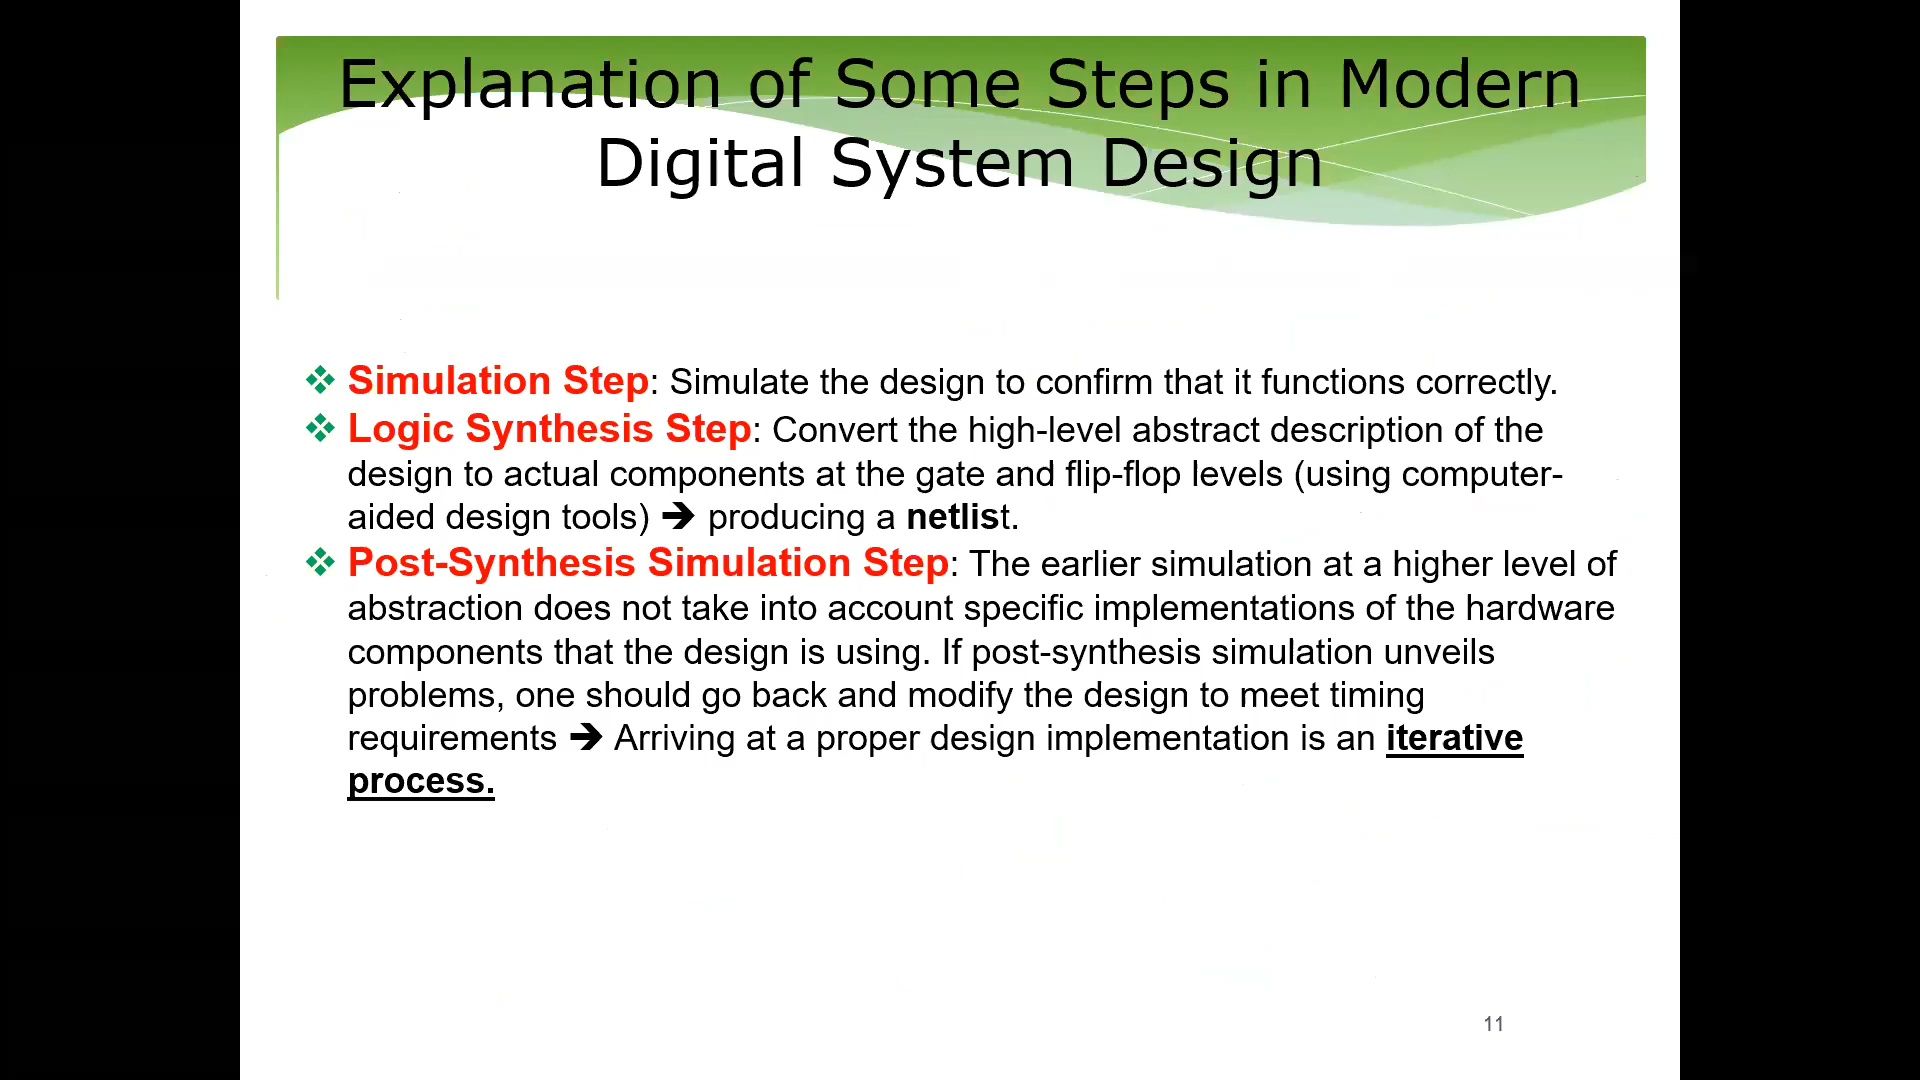 Explanation of Some Steps in Modern
Digital System Design
❖ Simulation Step: Simulate the design to confirm that it functions correctly.
❖ Logic Synthesis Step: Convert the high-level abstract description of the
design to actual components at the gate and flip-flop levels (using computer-
aided design tools) ➔ producing a netlist.
❖ Post-Synthesis Simulation Step: The earlier simulation at a higher level of
abstraction does not take into account specific implementations of the hardware
components that the design is using. If post-synthesis simulation unveils
problems, one should go back and modify the design to meet timing
requirements ➔ Arriving at a proper design implementation is an iterative
process.
11